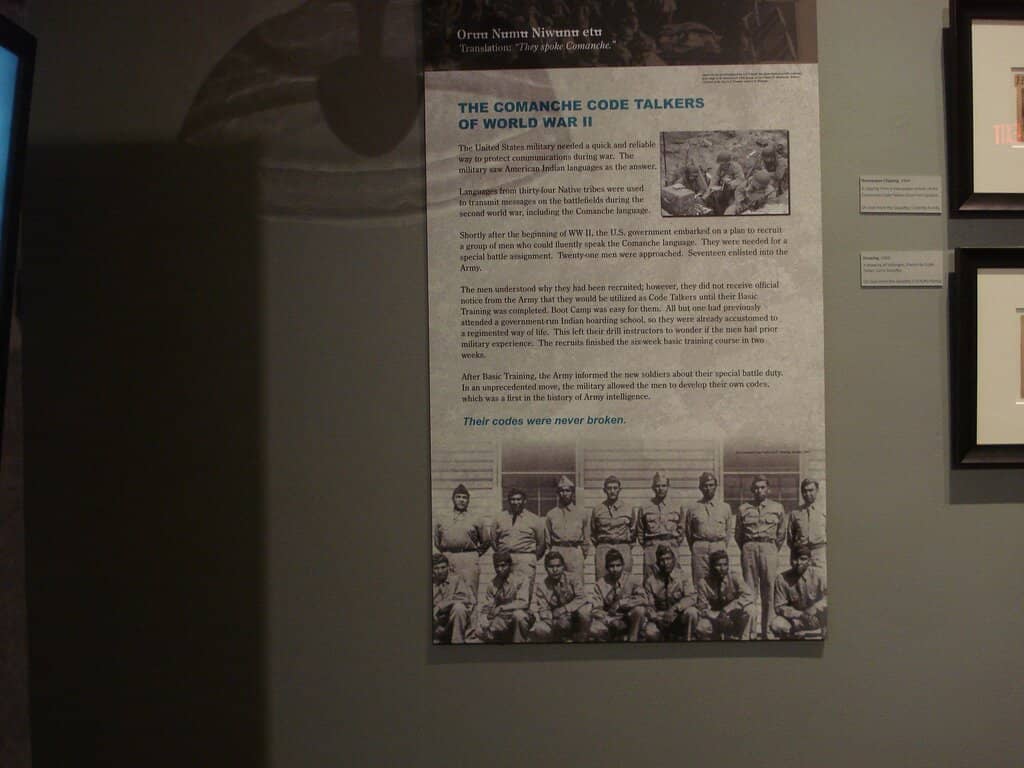 Oruu Numu Niwunu etu
Translation: "They spoke Comanche."
THE COMANCHE CODE TALKERS
OF WORLD WAR II
The United States military needed a quick and reliable
way to protect communications during war. The
military saw American Indian languages as the answer.
Languages from thirty-four Native tribes were used
to transmit messages on the battlefields during the
second world war, including the Comanche language.
Shortly after the beginning of WW II, the U.S. government embarked on a plan to recruit
a group of men who could fluently speak the Comanche language. They were needed for a
special battle assignment. Twenty-one men were approached. Seventeen enlisted into the
Army.
The men understood why they had been recruited; however, they did not receive official
notice from the Army that they would be utilized as Code Talkers until their Basic
Training was completed. Boot Camp was easy for them. All but one had previously
attended a government-run Indian boarding school, so they were already accustomed to
a regimented way of life. This left their drill instructors to wonder if the men had prior
military experience. The recruits finished the six-week basic training course in two
weeks.
After Basic Training, the Army informed the new soldiers about their special battle duty.
In an unprecedented move, the military allowed the men to develop their own codes,
which was a first in the history of Army intelligence.
Their codes were never broken.
Newspaper Clipping
Drawing